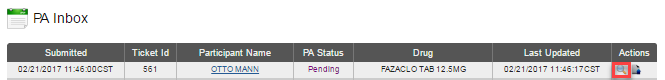 PA Inbox
Submitted Ticket Id Participant Name PA Status Drug Last Updated Actions
02/21/2017 11:46:00CST 561 OTTO MANN Pending FAZACLO TAB 12.5MG 02/21/2017 11:46:17CST